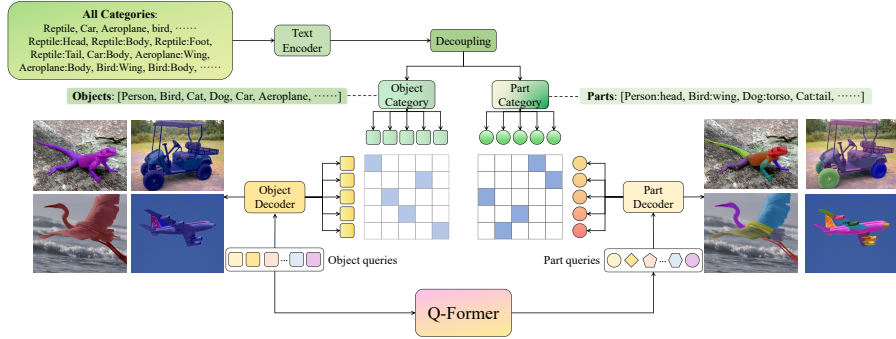 All Categories:
Reptile, Car, Aeroplane, bird, ······
Reptile:Head, Reptile:Body, Reptile:Foot,
Reptile:Tail, Car:Body, Aeroplane:Wing,
Aeroplane:Body, Bird:Wing, Bird:Body, ······
Text
Encoder
Decoupling
Objects: [Person, Bird, Cat, Dog, Car, Aeroplane, ······]
Object
Category
Part
Category
Parts: [Person:head, Bird:wing, Dog:torso, Cat:tail, ······]
Object
Decoder
Part
Decoder
Object queries
Part queries
Q-Former